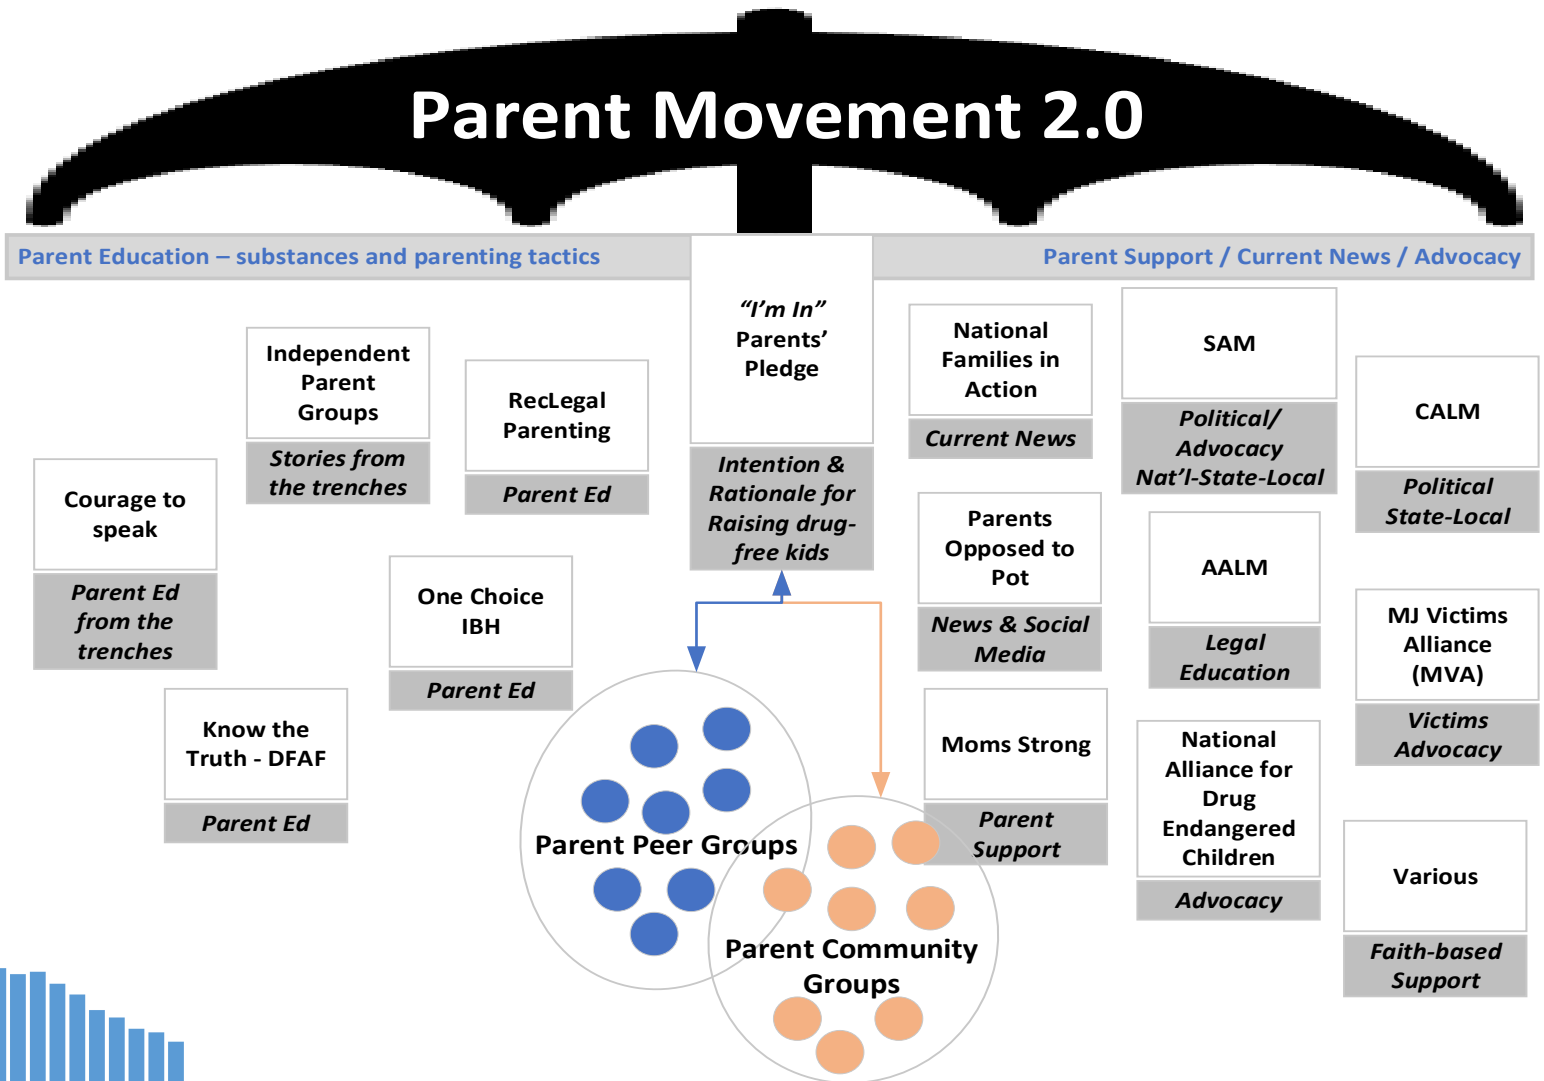 Parent Movement 2.0
Parent Education – substances and parenting tactics
Parent Support / Current News / Advocacy
Independent
Parent
Groups
Stories from
the trenches
RecLegal
Parenting
Parent Ed
Courage to
speak
Parent Ed
from the
trenches
One Choice
IBH
Parent Ed
Know the
Truth - DFAF
Parent Ed
“I’m In”
Parents’
Pledge
Intention &
Rationale for
Raising drug-
free kids
Parent Peer Groups
Parent Community
Groups
National
Families in
Action
Current News
SAM
Political/
Advocacy
Nat’l-State-Local
CALM
Political
State-Local
Parents
Opposed to
Pot
News & Social
Media
AALM
Legal
Education
MJ Victims
Alliance
(MVA)
Victims
Advocacy
Moms Strong
Parent
Support
National
Alliance for
Drug
Endangered
Children
Advocacy
Various
Faith-based
Support